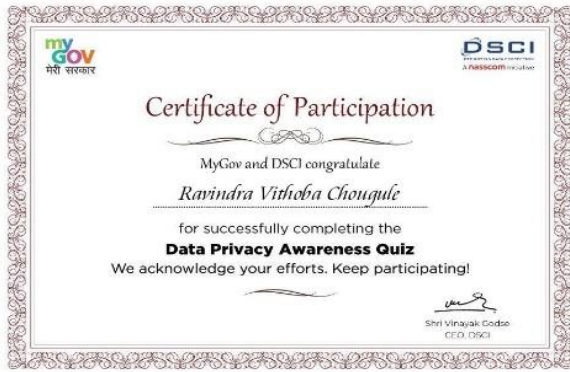 my
GOV
मेरी सरकार
DSCI
A nasscom Initiative
Certificate of Participation
MyGov and DSCI congratulate
Ravindra Vithoba Chougule
for successfully completing the
Data Privacy Awareness Quiz
We acknowledge your efforts. Keep participating!
Shri Vinayak Godse
CEO, DSCI